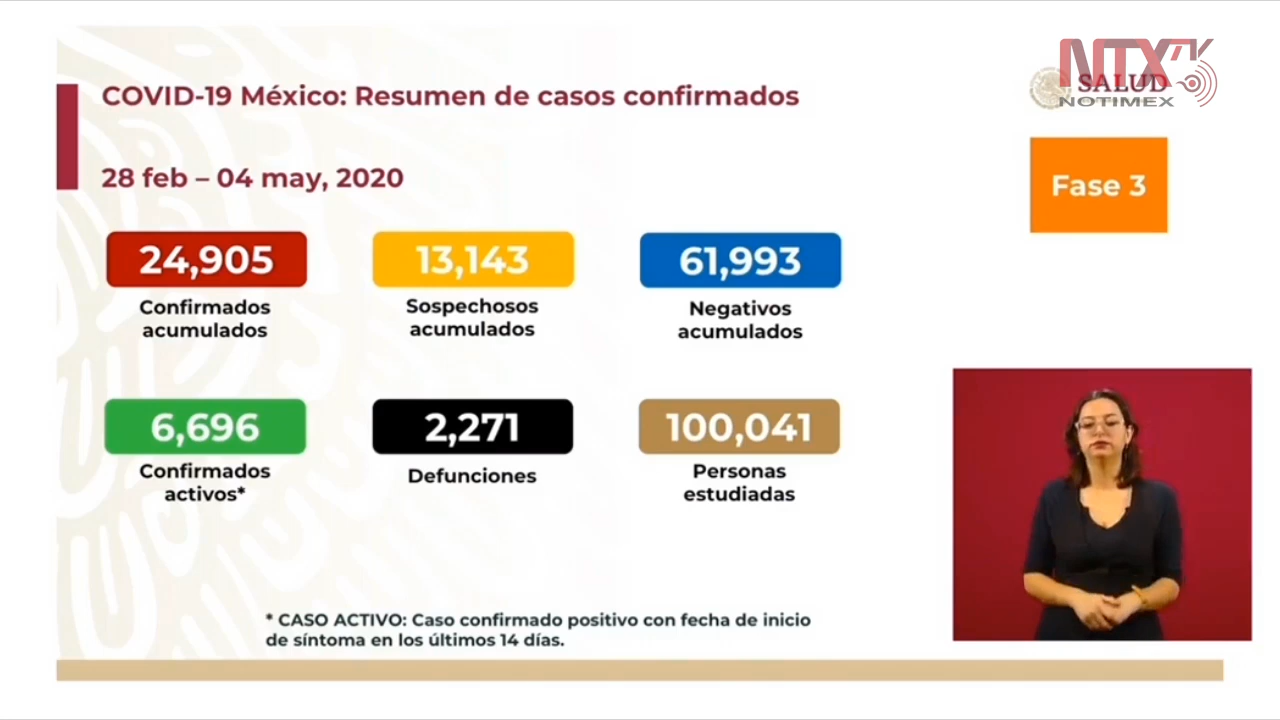 COVID-19 México: Resumen de casos confirmados
28 feb – 04 may, 2020
NTX
SALUD
NOTIMEX
Fase 3
24,905
Confirmados
acumulados
13,143
Sospechosos
acumulados
61,993
Negativos
acumulados
6,696
Confirmados
activos*
2,271
Defunciones
100,041
Personas
estudiadas
* CASO ACTIVO: Caso confirmado positivo con fecha de inicio
de síntoma en los últimos 14 días.